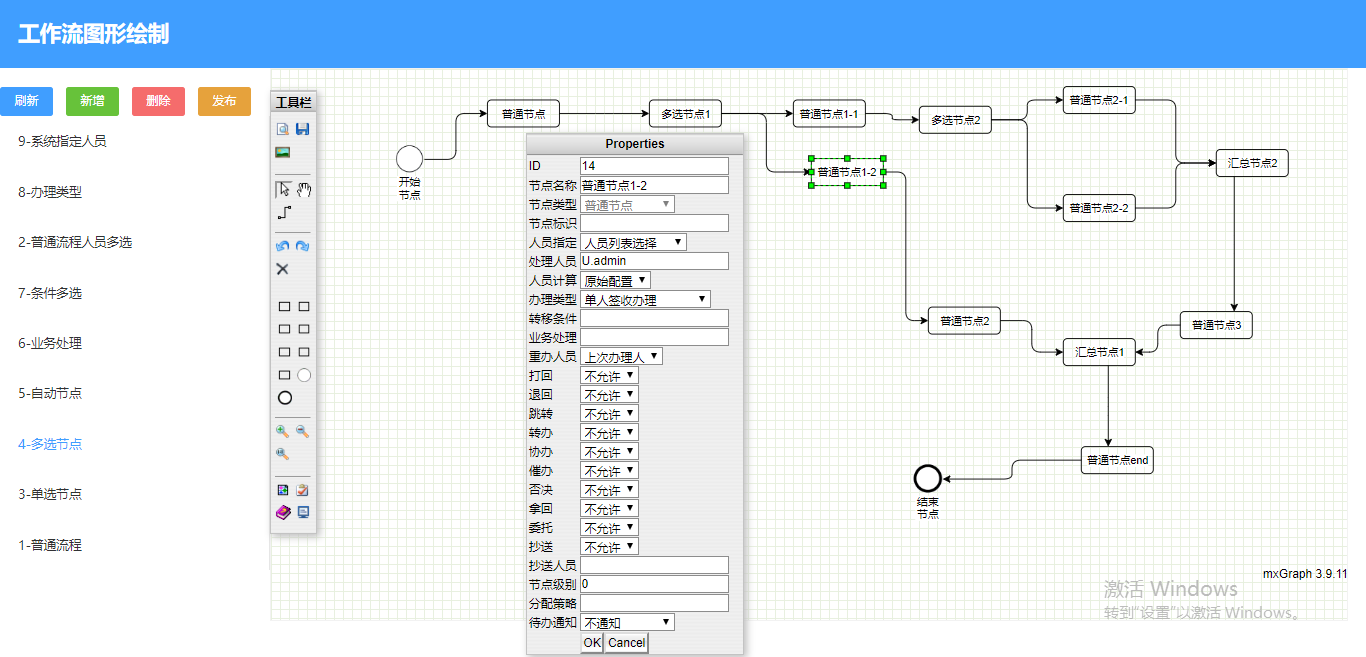 工作流图形绘制
刷新
新增
删除
发布
9-系统指定人员
8-办理类型
2-普通流程人员多选
7-条件多选
6-业务处理
5-自动节点
4-多选节点
3-单选节点
1-普通流程
工具栏
开始
节点
普通节点
多选节点1
普通节点1-1
多选节点2
普通节点2-1
普通节点2-2
汇总节点2
普通节点1-2
普通节点2
普通节点3
汇总节点1
普通节点end
结束
节点
Properties
ID 14
节点名称 普通节点1-2
节点类型 普通节点
节点标识
人员指定 人员列表选择
处理人员 U.admin
人员计算 原始配置
办理类型 单人签收办理
转移条件
业务处理
重办人员 上次办理人
打回 不允许
退回 不允许
跳转 不允许
转办 不允许
协办 不允许
催办 不允许
否决 不允许
拿回 不允许
委托 不允许
抄送 不允许
抄送人员
节点级别 0
分配策略
待办通知 不通知
OK Cancel
mxGraph 3.9.11
激活 Windows
转到"设置"以激活 Windows。